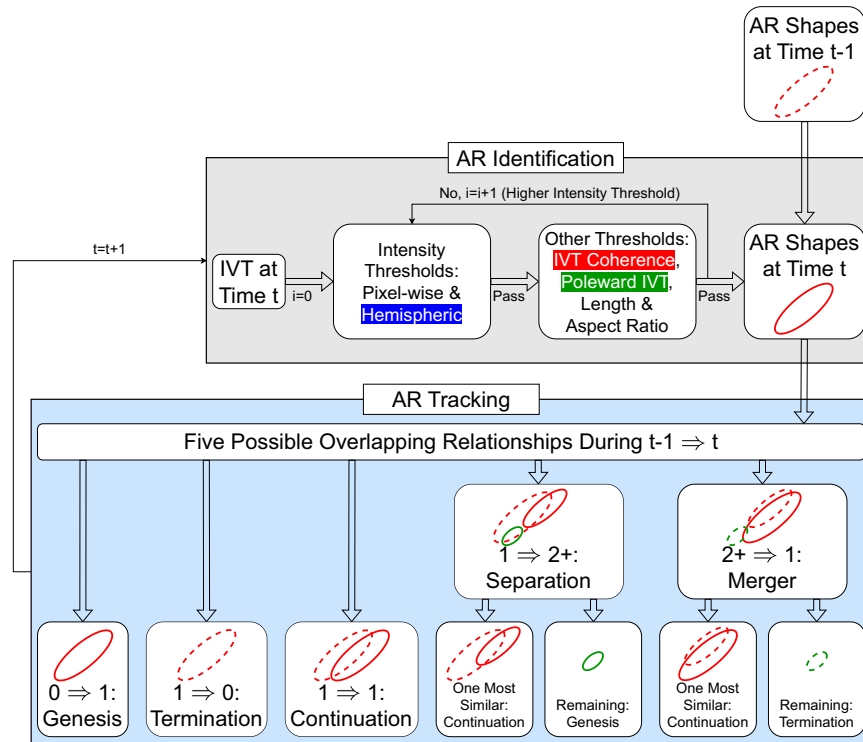 AR Shapes
at Time t-1
AR Identification
No, i=i+1 (Higher Intensity Threshold)
t=t+1
IVT at
Time t
i=0
Intensity
Thresholds:
Pixel-wise &
Hemispheric
Pass
Other Thresholds:
IVT Coherence,
Poleward IVT,
Length &
Aspect Ratio
Pass
AR Shapes
at Time t
AR Tracking
Five Possible Overlapping Relationships During t-1 ⇒ t
1 ⇒ 2+:
Separation
2+ ⇒ 1:
Merger
0 ⇒ 1:
Genesis
1 ⇒ 0:
Termination
1 ⇒ 1:
Continuation
One Most
Similar:
Continuation
Remaining:
Genesis
One Most
Similar:
Continuation
Remaining:
Termination